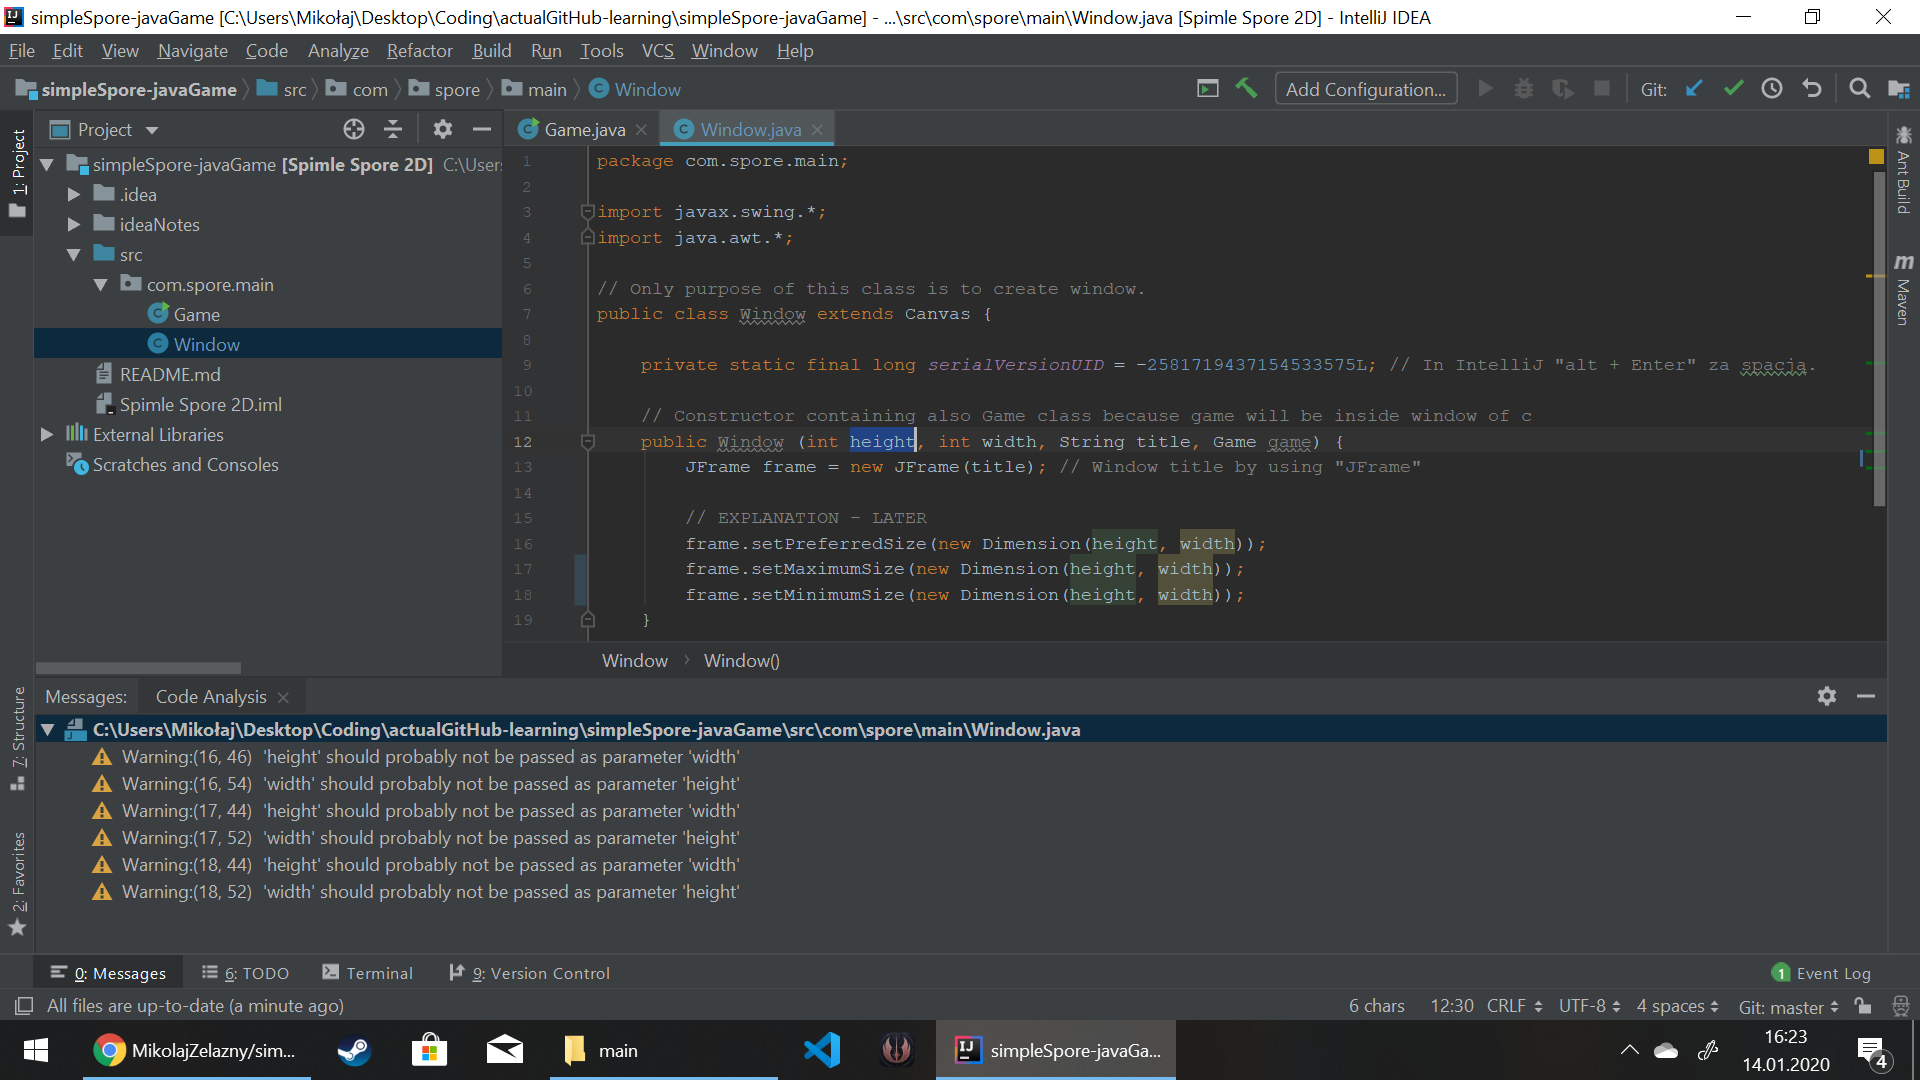 simpleSpore-javaGame [C:\Users\Mikołaj\Desktop\Coding\actualGitHub-learning\simpleSpore-javaGame] - ...\src\com\spore\main\Window.java [Spimle Spore 2D] - IntelliJ IDEA
File Edit View Navigate Code Analyze Refactor Build Run Tools VCS Window Help
simpleSpore-javaGame src com spore main Window Add Configuration... Git:
1: Project
Project
Game.java Window.java
simpleSpore-javaGame [Spimle Spore 2D] C:\User
.idea
ideaNotes
src
com.spore.main
Game
Window
README.md
Spimle Spore 2D.iml
External Libraries
Scratches and Consoles
1 package com.spore.main;
2
3 import javax.swing.*;
4 import java.awt.*;
5
6 // Only purpose of this class is to create window.
7 public class Window extends Canvas {
8
9 private static final long serialVersionUID = -2581719437154533575L; // In IntelliJ "alt + Enter" za spacja.
10
11 // Constructor containing also Game class because game will be inside window of c
12 public Window (int height, int width, String title, Game game) {
13 JFrame frame = new JFrame(title); // Window title by using "JFrame"
14
15 // EXPLANATION - LATER
16 frame.setPreferredSize(new Dimension(height, width));
17 frame.setMaximumSize(new Dimension(height, width));
18 frame.setMinimumSize(new Dimension(height, width));
19 }
Window Window()
Ant Build
m Maven
7: Structure
2: Favorites
Messages: Code Analysis
C:\Users\Mikołaj\Desktop\Coding\actualGitHub-learning\simpleSpore-javaGame\src\com\spore\main\Window.java
Warning:(16, 46) 'height' should probably not be passed as parameter 'width'
Warning:(16, 54) 'width' should probably not be passed as parameter 'height'
Warning:(17, 44) 'height' should probably not be passed as parameter 'width'
Warning:(17, 52) 'width' should probably not be passed as parameter 'height'
Warning:(18, 44) 'height' should probably not be passed as parameter 'width'
Warning:(18, 52) 'width' should probably not be passed as parameter 'height'
0: Messages 6: TODO Terminal 9: Version Control 1 Event Log
All files are up-to-date (a minute ago) 6 chars 12:30 CRLF UTF-8 4 spaces Git: master
MikolajZelazny/sim... main IJ simpleSpore-javaGa... 16:23
14.01.2020 4